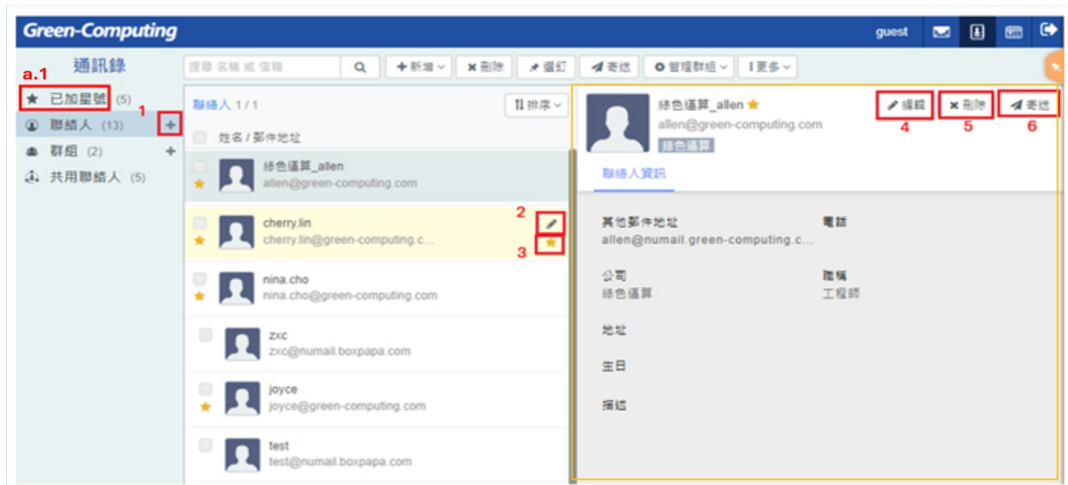 Green-Computing
guest
通訊錄
a.1
搜尋 名稱 或 信箱
新增
刪除
選訂
寄送
管理群組
更多
已加星號 (5)
1
聯絡人 (13)
群組 (2)
共用聯絡人 (5)
聯絡人 1 / 1
排序
姓名 / 郵件地址
綠色運算_allen
allen@green-computing.com
cherry.lin
cherry.lin@green-computing.c...
2
3
nina.cho
nina.cho@green-computing.com
zxc
zxc@numail.boxpapa.com
joyce
joyce@green-computing.com
test
test@numail.boxpapa.com
綠色運算_allen
allen@green-computing.com
綠色運算
編輯
刪除
寄送
4
5
6
聯絡人資訊
其他郵件地址
電話
allen@numail.green-computing.c...
公司
職稱
綠色運算
工程師
地址
生日
描述